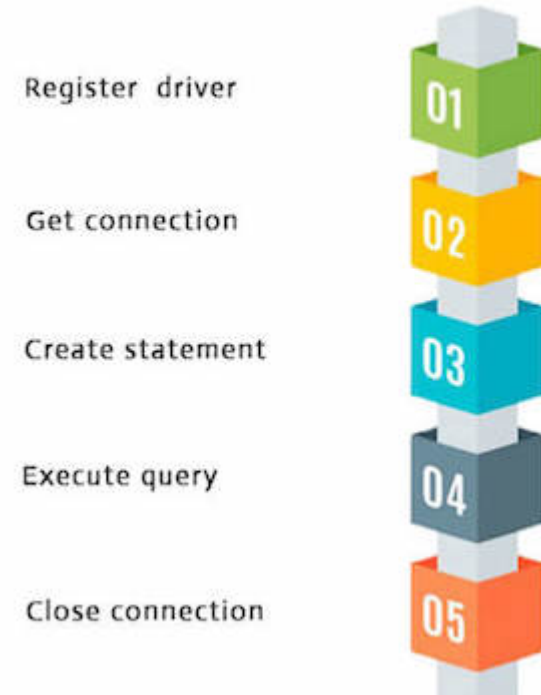 Register driver 01
Get connection 02
Create statement 03
Execute query 04
Close connection 05